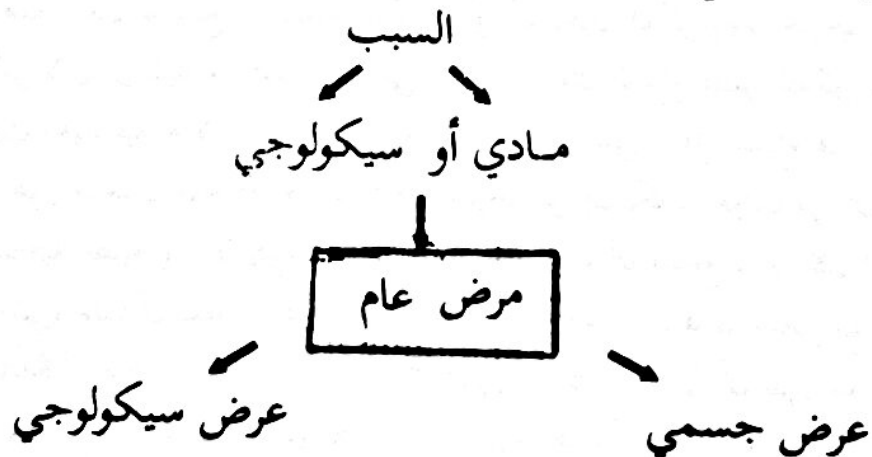 السبب
مادي أو سيكولوجي
مرض عام
عرض جسمي
عرض سيكولوجي